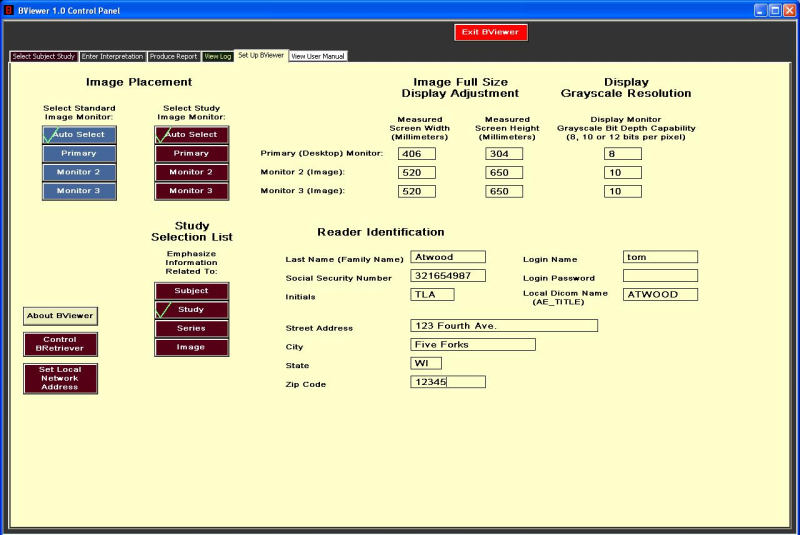 BViewer 1.0 Control Panel
Exit BViewer
Select Subject Study Enter Interpretation Produce Report View Log Set Up BViewer View User Manual
Image Placement
Select Standard
Image Monitor:
Auto Select
Primary
Monitor 2
Monitor 3
Select Study
Image Monitor:
Auto Select
Primary
Monitor 2
Monitor 3
Image Full Size
Display Adjustment
Display
Grayscale Resolution
Measured
Screen Width
(Millimeters)
Measured
Screen Height
(Millimeters)
Display Monitor
Grayscale Bit Depth Capability
(8, 10 or 12 bits per pixel)
Primary (Desktop) Monitor: 406 304 8
Monitor 2 (Image): 520 650 10
Monitor 3 (Image): 520 650 10
Study
Selection List
Emphasize
Information
Related To:
Subject
Study
Series
Image
About BViewer
Control
BRetriever
Set Local
Network
Address
Reader Identification
Last Name (Family Name) Atwood
Social Security Number 321654987
Initials TLA
Login Name tom
Login Password
Local Dicom Name
(AE_TITLE) ATWOOD
Street Address 123 Fourth Ave.
City Five Forks
State WI
Zip Code 12345